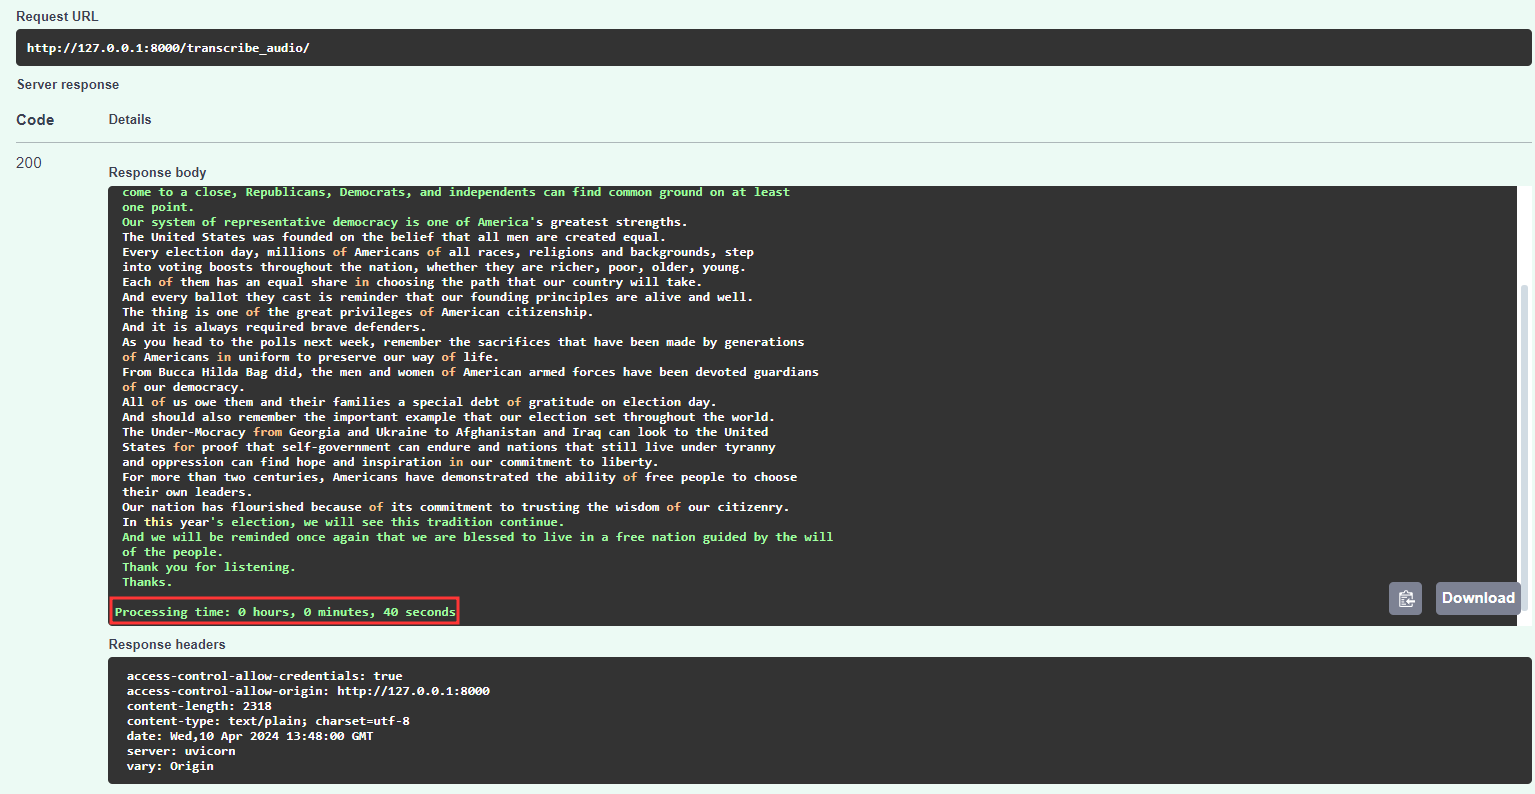 Request URL
http://127.0.0.1:8000/transcribe_audio/
Server response
Code Details
200
Response body
come to a close, Republicans, Democrats, and independents can find common ground on at least
one point.
Our system of representative democracy is one of America's greatest strengths.
The United States was founded on the belief that all men are created equal.
Every election day, millions of Americans of all races, religions and backgrounds, step
into voting boosts throughout the nation, whether they are richer, poor, older, young.
Each of them has an equal share in choosing the path that our country will take.
And every ballot they cast is reminder that our founding principles are alive and well.
The thing is one of the great privileges of American citizenship.
And it is always required brave defenders.
As you head to the polls next week, remember the sacrifices that have been made by generations
of Americans in uniform to preserve our way of life.
From Bucca Hilda Bag did, the men and women of American armed forces have been devoted guardians
of our democracy.
All of us owe them and their families a special debt of gratitude on election day.
And should also remember the important example that our election set throughout the world.
The Under-Mocracy from Georgia and Ukraine to Afghanistan and Iraq can look to the United
States for proof that self-government can endure and nations that still live under tyranny
and oppression can find hope and inspiration in our commitment to liberty.
For more than two centuries, Americans have demonstrated the ability of free people to choose
their own leaders.
Our nation has flourished because of its commitment to trusting the wisdom of our citizenry.
In this year's election, we will see this tradition continue.
And we will be reminded once again that we are blessed to live in a free nation guided by the will
of the people.
Thank you for listening.
Thanks.
Processing time: 0 hours, 0 minutes, 40 seconds
Download
Response headers
access-control-allow-credentials: true
access-control-allow-origin: http://127.0.0.1:8000
content-length: 2318
content-type: text/plain; charset=utf-8
date: Wed,10 Apr 2024 13:48:00 GMT
server: uvicorn
vary: Origin